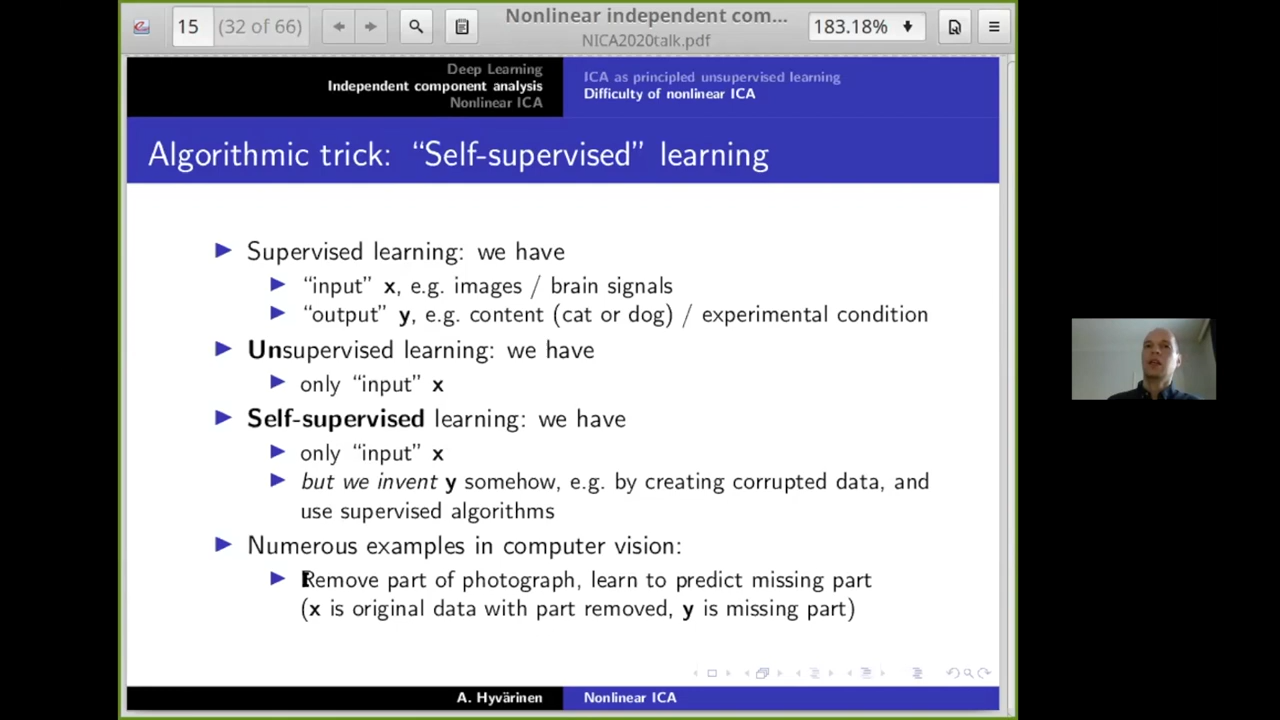 15 (32 of 66)
Nonlinear independent com...
NICA2020talk.pdf
183.18%
Deep Learning
Independent component analysis
Nonlinear ICA
ICA as principled unsupervised learning
Difficulty of nonlinear ICA
Algorithmic trick: “Self-supervised” learning
Supervised learning: we have
“input” x, e.g. images / brain signals
“output” y, e.g. content (cat or dog) / experimental condition
Unsupervised learning: we have
only “input” x
Self-supervised learning: we have
only “input” x
but we invent y somehow, e.g. by creating corrupted data, and
use supervised algorithms
Numerous examples in computer vision:
Remove part of photograph, learn to predict missing part
(x is original data with part removed, y is missing part)
A. Hyvärinen
Nonlinear ICA